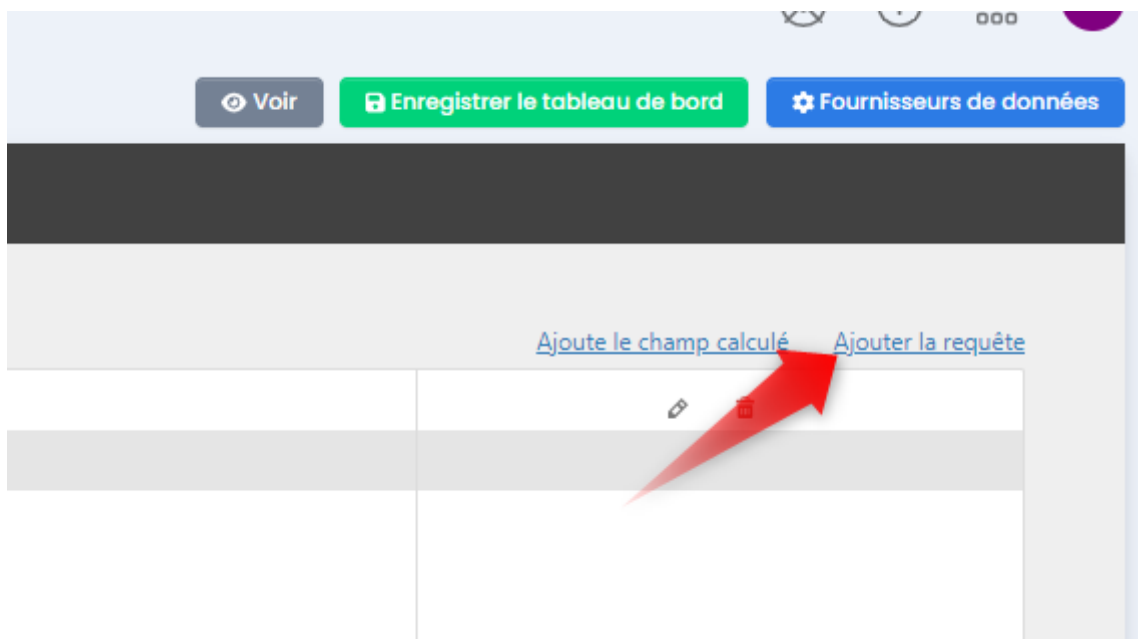 Voir
Enregistrer le tableau de bord
Fournisseurs de données
Ajoute le champ calculé
Ajouter la requête